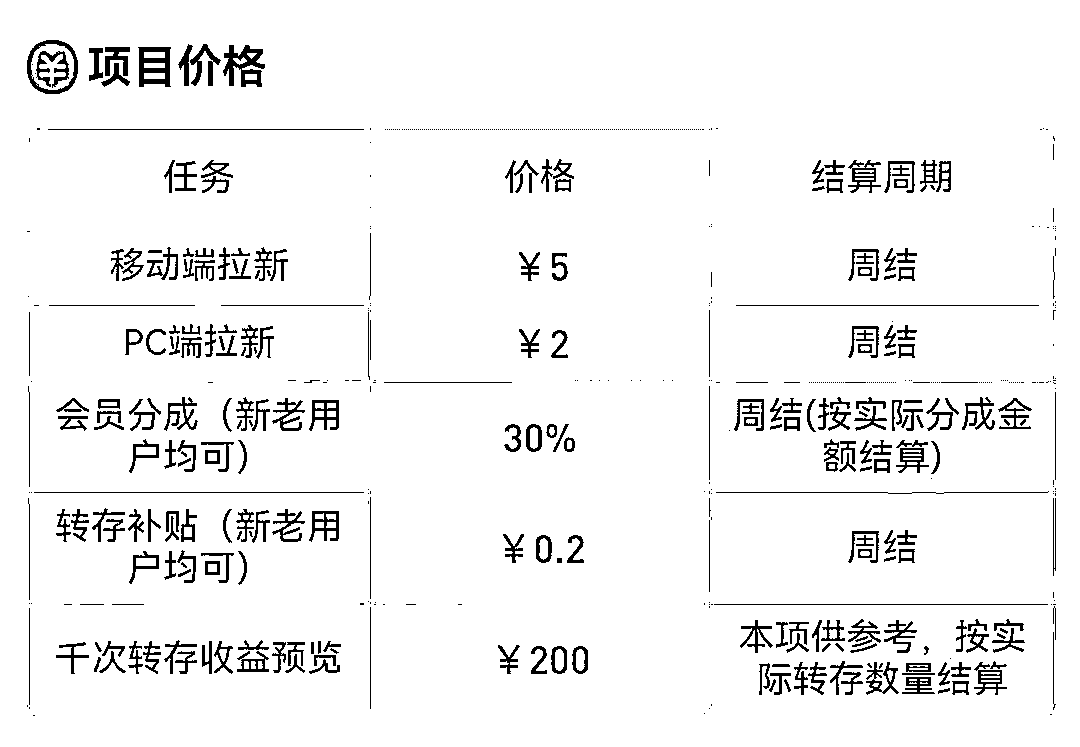 项目价格
任务 价格 结算周期
移动端拉新 ¥5 周结
PC端拉新 ¥2 周结
会员分成（新老用
户均可） 30% 周结(按实际分成金
额结算)
转存补贴（新老用
户均可） ¥0.2 周结
千次转存收益预览 ¥200 本项供参考，按实
际转存数量结算